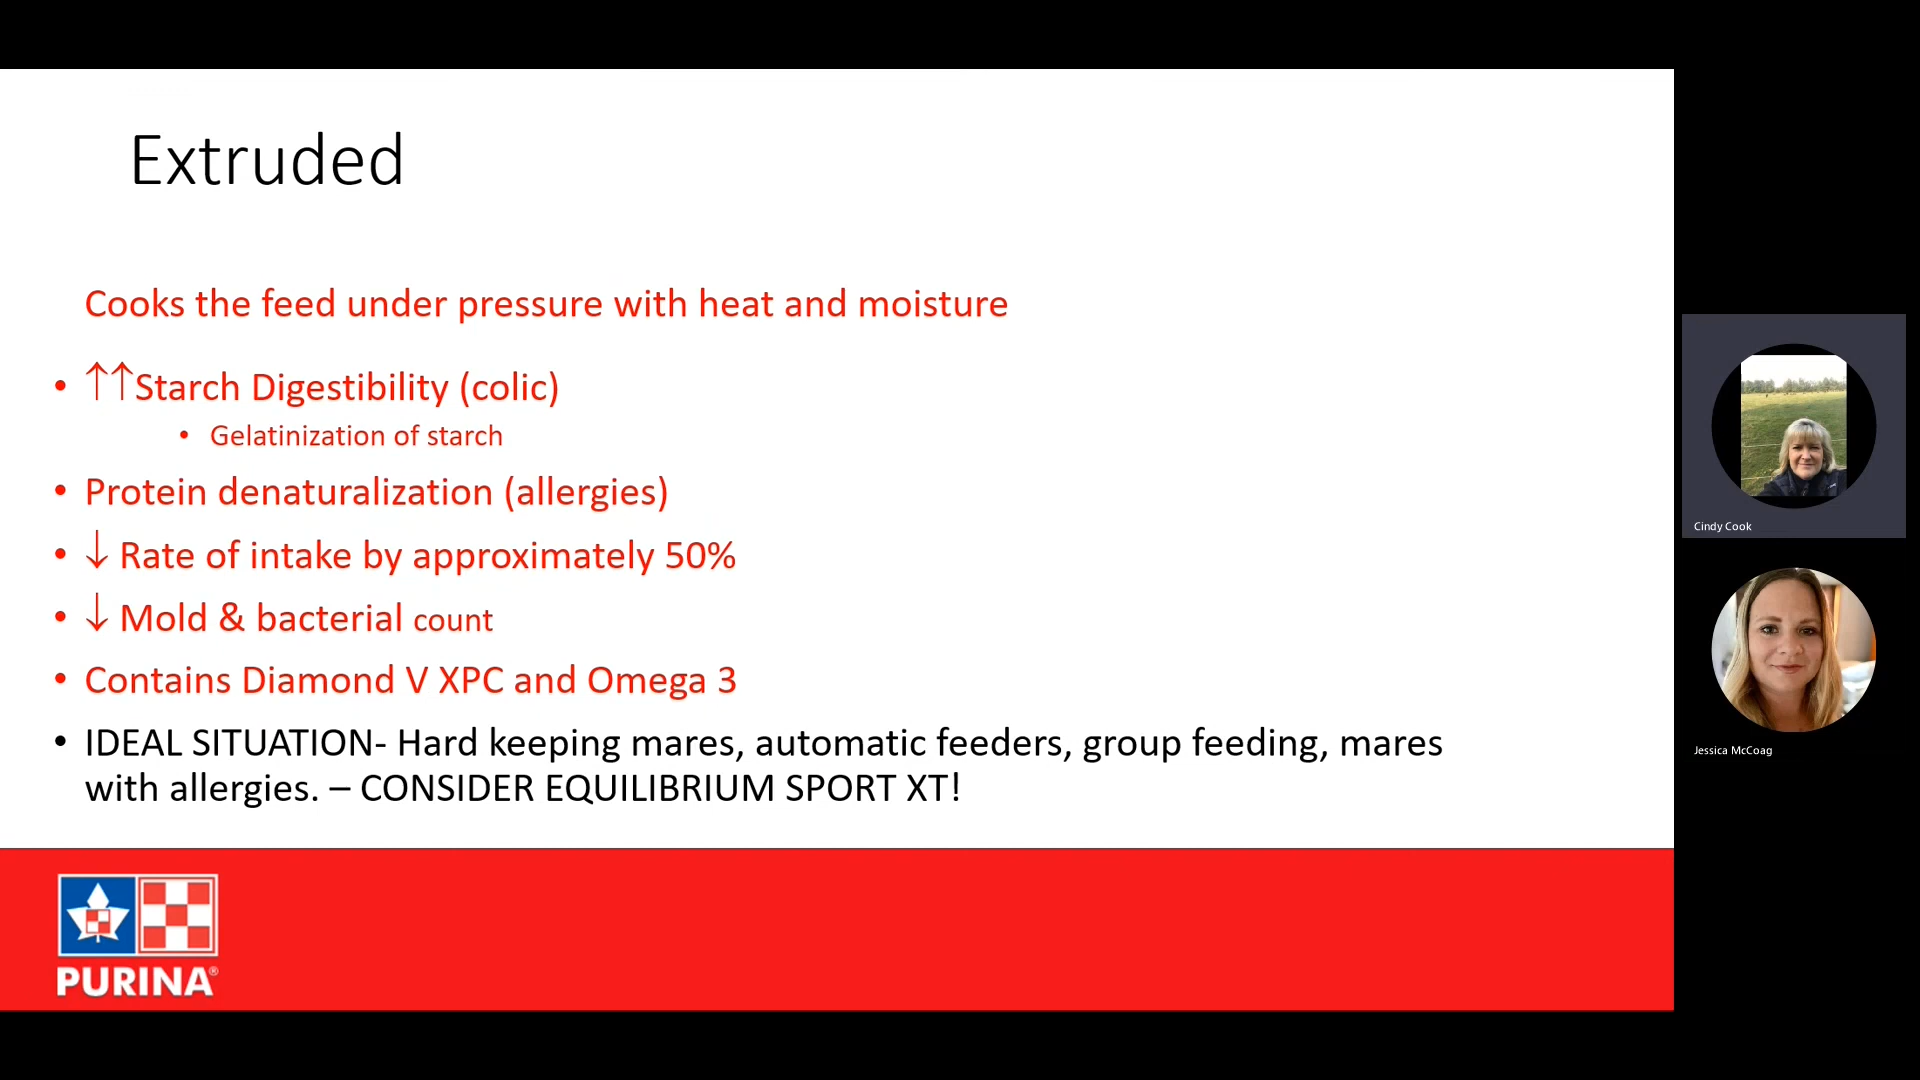 Extruded
Cooks the feed under pressure with heat and moisture
• ↑↑Starch Digestibility (colic)
• Gelatinization of starch
• Protein denaturalization (allergies)
• ↓ Rate of intake by approximately 50%
• ↓ Mold & bacterial count
• Contains Diamond V XPC and Omega 3
• IDEAL SITUATION- Hard keeping mares, automatic feeders, group feeding, mares
with allergies. – CONSIDER EQUILIBRIUM SPORT XT!
PURINA®
Cindy Cook
Jessica McCoag